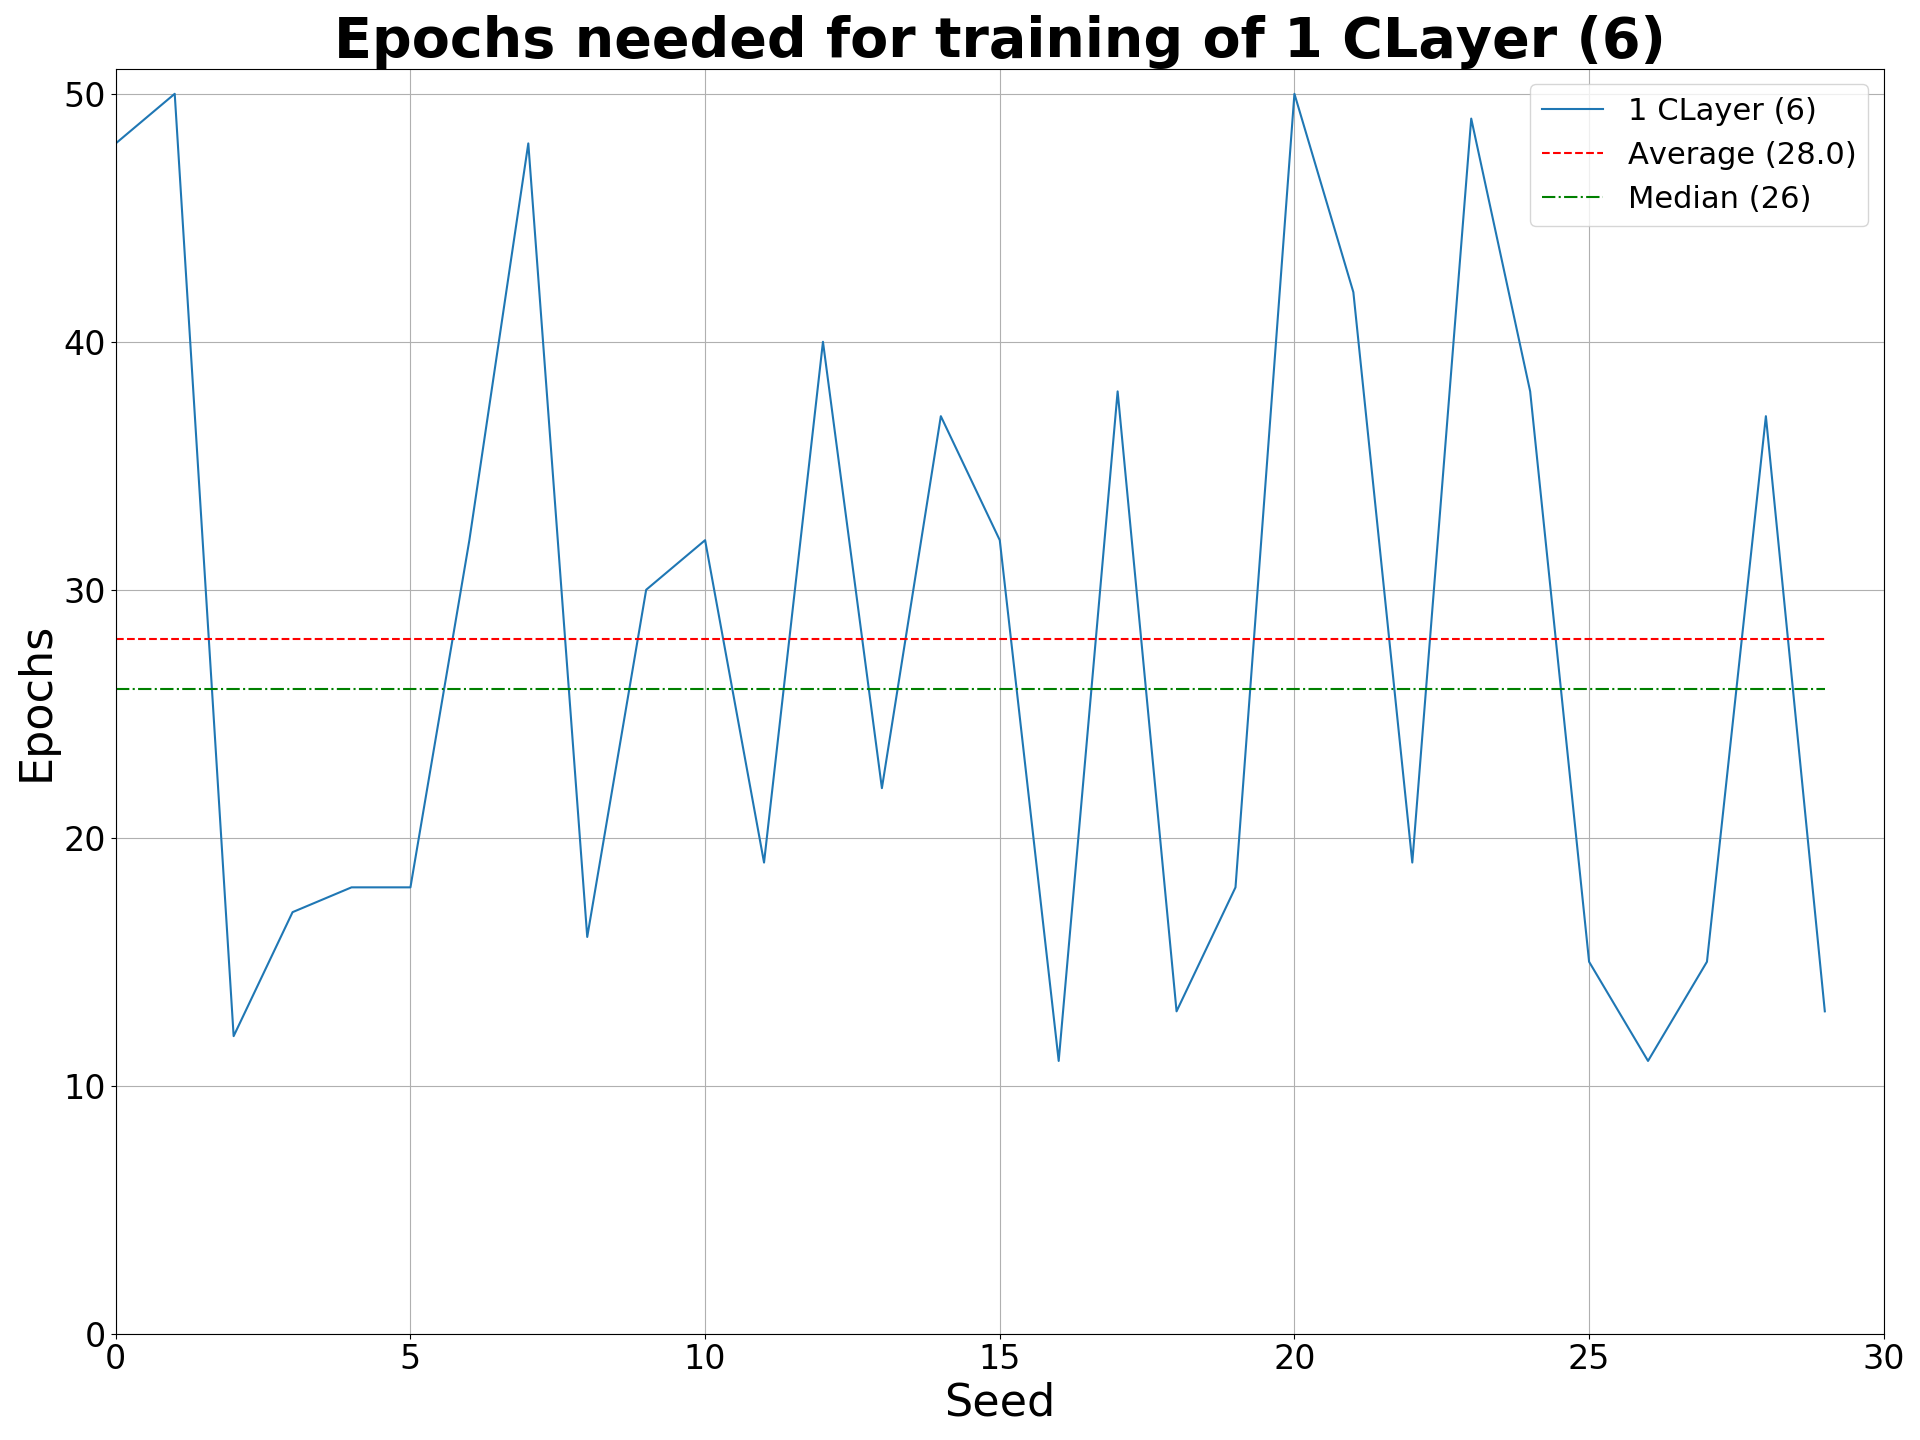 Epochs needed for training of 1 CLayer (6)
1 CLayer (6)
Average (28.0)
Median (26)
50
40
30
20
10
0
Epochs
0 5 10 15 20 25 30
Seed